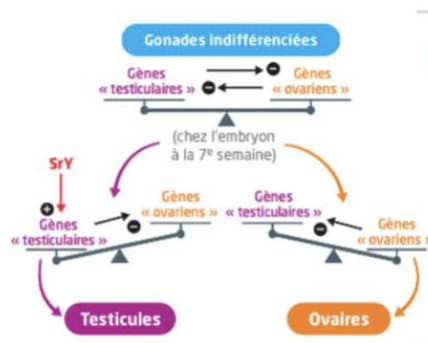 Gonades indifférenciées
Gènes
« testiculaires »
Gènes
« ovariens »
(chez l'embryon
à la 7e semaine)
SrY
Gènes
« testiculaires »
Gènes
« ovariens »
Gènes
« testiculaires »
Gènes
« ovariens »
Testicules
Ovaires